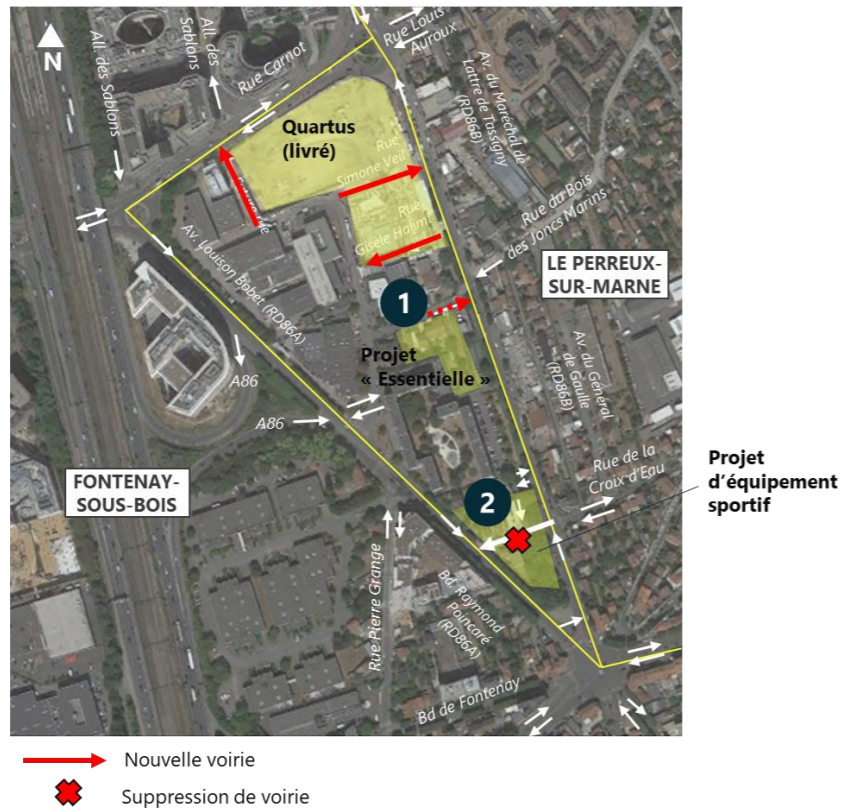 All. des Sablons
All. des
Sablons
Rue Carnot
Rue Louis
Auroux
N
Av. du Maréchal de
Lattre de Tassigny
(RD86B)
Quartus
(livré)
Rue
Simone Veil
Rue
Gisèle Halimi
Rue du Bois
des Joncs Marins
Av. Louison Bobet (RD86A)
LE PERREUX-
SUR-MARNE
1
Projet
« Essentielle »
A86
A86
Av. du Général
de Gaulle
(RD86B)
Rue de la
Croix d'Eau
Projet
d'équipement
sportif
FONTENAY-
SOUS-BOIS
2
Rue Pierre Grange
Bd. Raymond
Poincaré
(RD86A)
Bd de Fontenay
Nouvelle voirie
Suppression de voirie